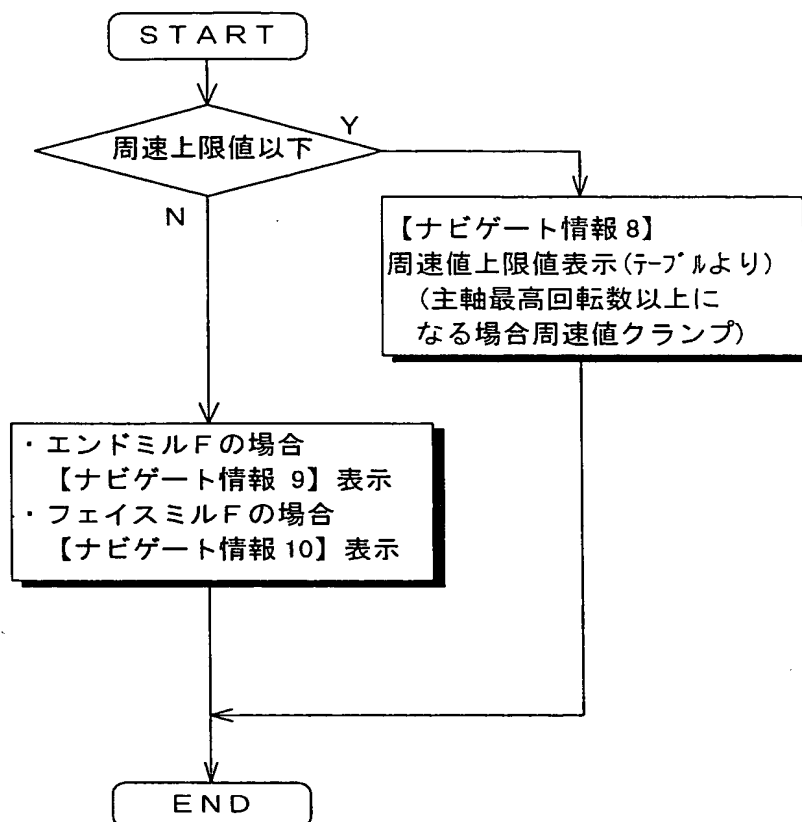 START
周速上限値以下
Y
N
【ナビゲート情報8】
周速値上限値表示(テーブルより)
(主軸最高回転数以上に
なる場合周速値クランプ)
・エンドミルFの場合
【ナビゲート情報 9】表示
・フェイスミルFの場合
【ナビゲート情報10】表示
END